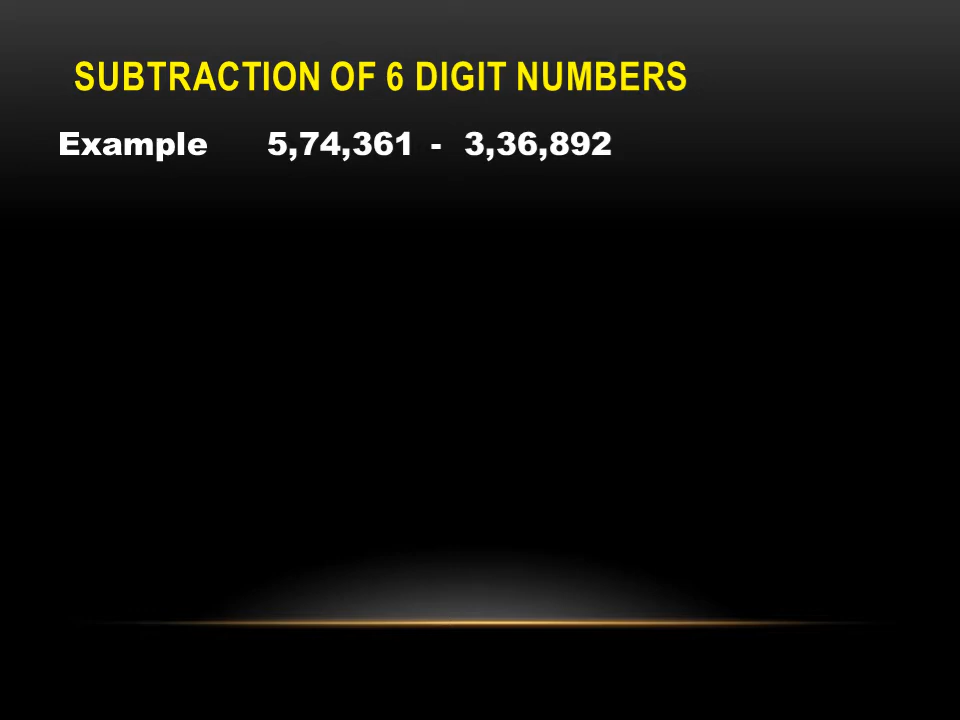 SUBTRACTION OF 6 DIGIT NUMBERS
Example 5,74,361 - 3,36,892